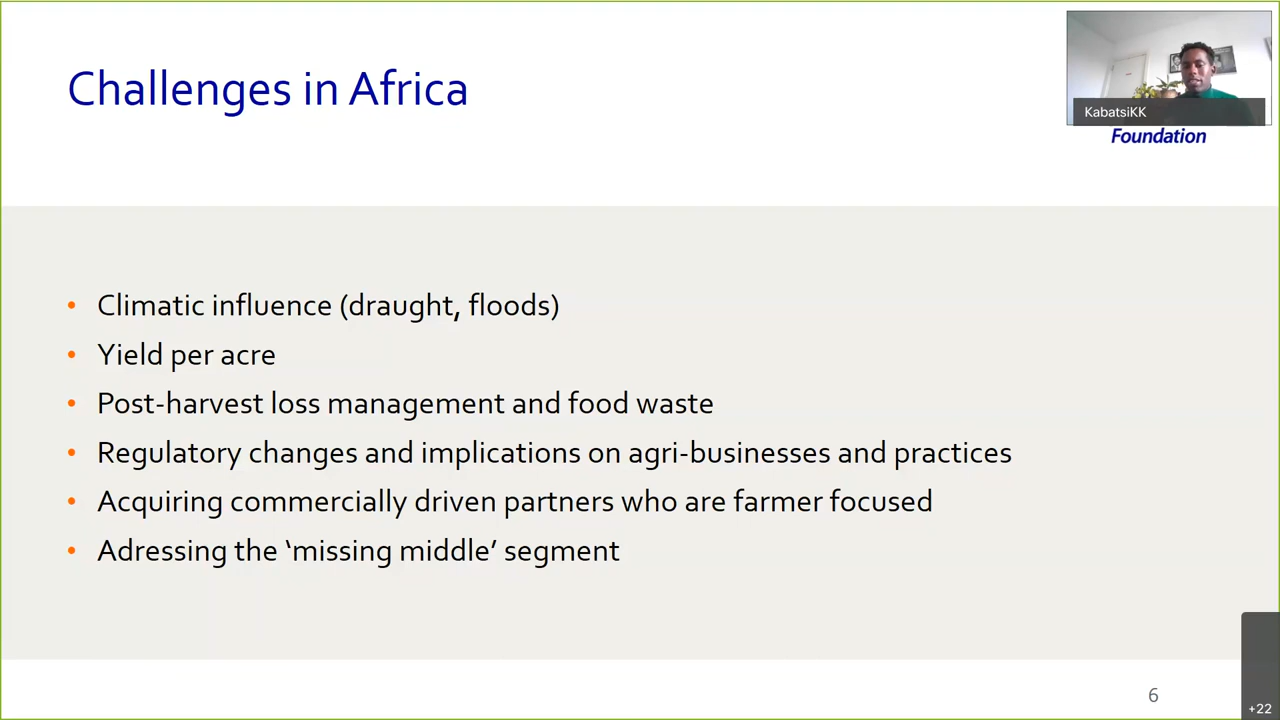 Challenges in Africa
KabatsiKK
Foundation
• Climatic influence (draught, floods)
• Yield per acre
• Post-harvest loss management and food waste
• Regulatory changes and implications on agri-businesses and practices
• Acquiring commercially driven partners who are farmer focused
• Adressing the ‘missing middle’ segment
6
+22